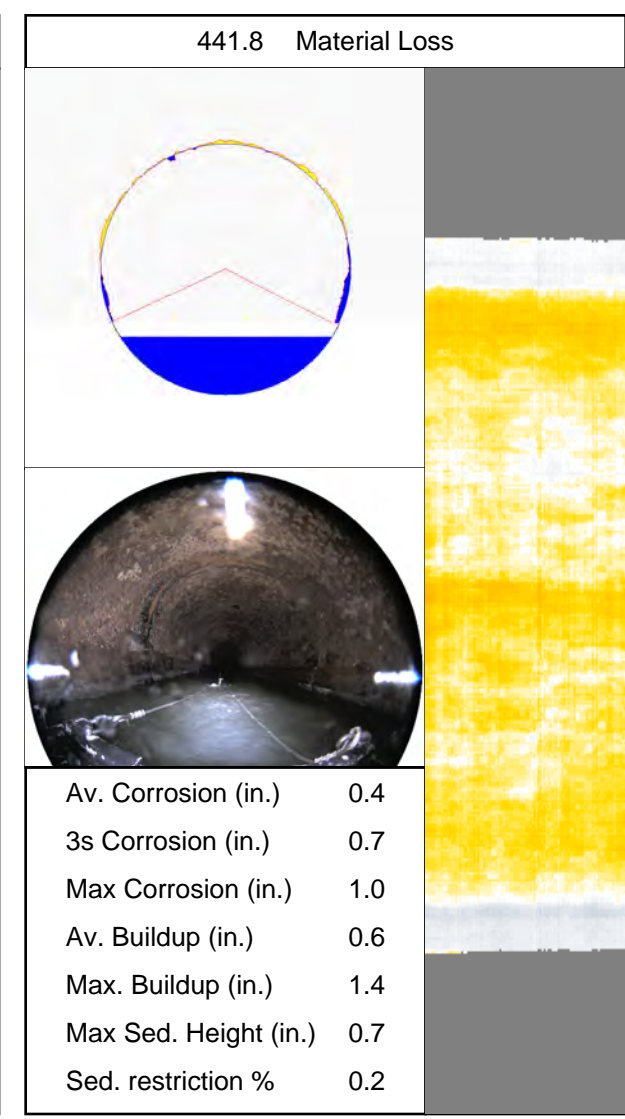 441.8 Material Loss
Av. Corrosion (in.) 0.4
3s Corrosion (in.) 0.7
Max Corrosion (in.) 1.0
Av. Buildup (in.) 0.6
Max. Buildup (in.) 1.4
Max Sed. Height (in.) 0.7
Sed. restriction % 0.2